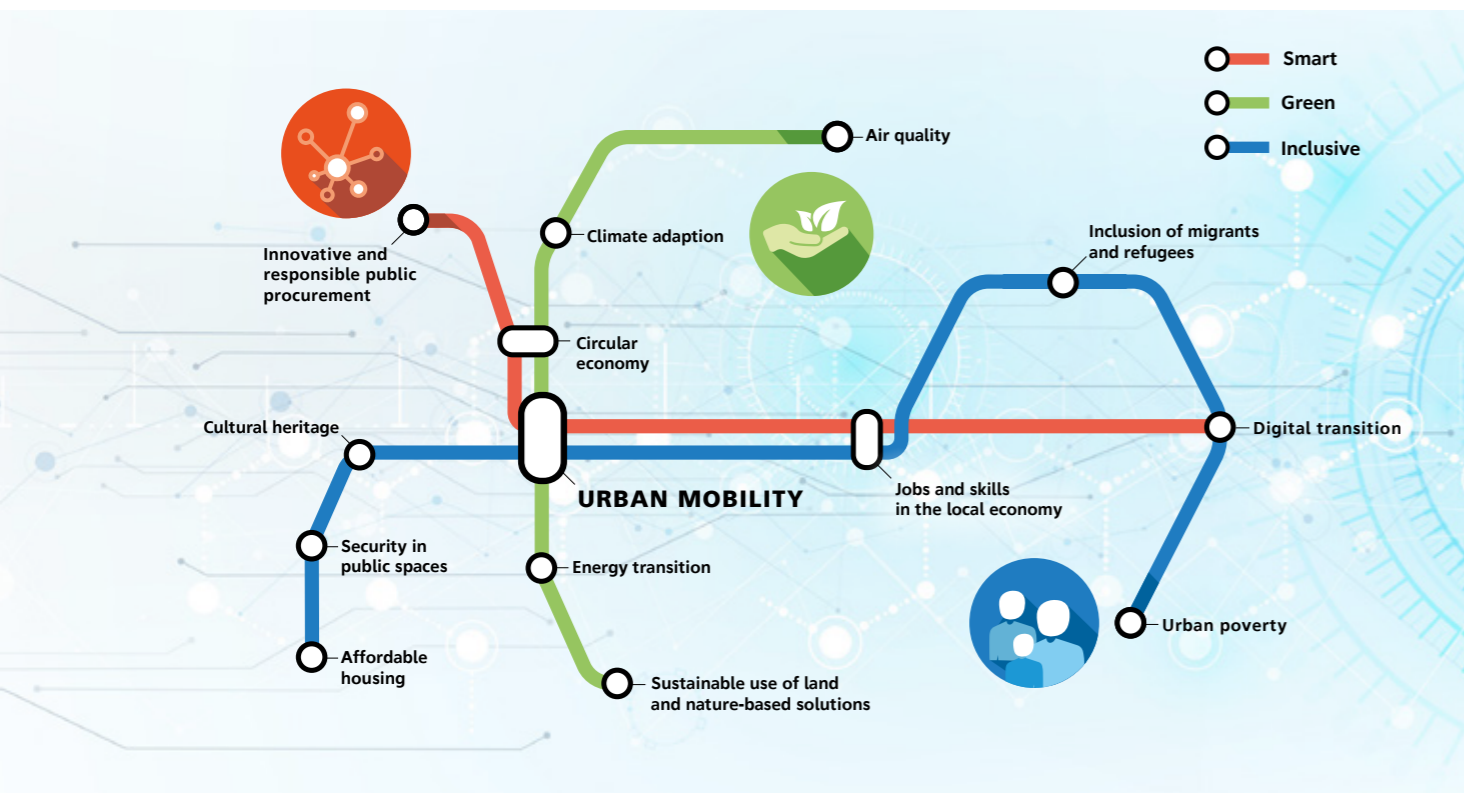 Smart
Green
Inclusive
Air quality
Climate adaption
Innovative and
responsible public
procurement
Inclusion of migrants
and refugees
Circular
economy
Cultural heritage
Digital transition
URBAN MOBILITY
Jobs and skills
in the local economy
Security in
public spaces
Energy transition
Urban poverty
Affordable
housing
Sustainable use of land
and nature-based solutions